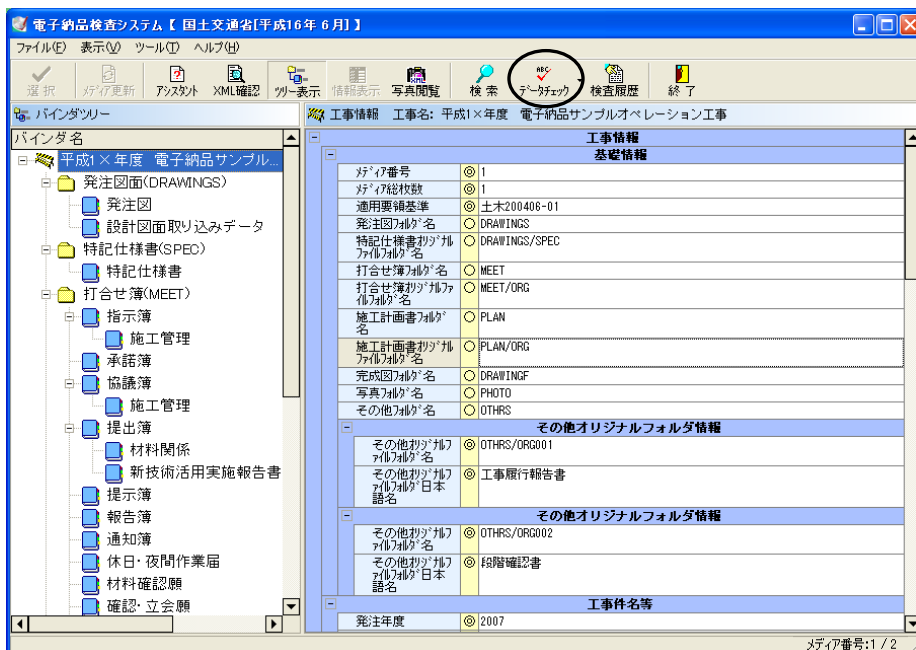 電子納品検査システム【 国土交通省[平成16年 6月] 】
ファイル(F) 表示(V) ツール(T) ヘルプ(H)
選 択 メディア更新 アシスタント XML確認 ツリー表示 情報表示 写真閲覧 検 索 データチェック 検査履歴 終 了
バインダツリー
工事情報 工事名: 平成1×年度 電子納品サンプルオペレーション工事
バインダ名
平成1×年度 電子納品サンプル...
発注図面(DRAWINGS)
発注図
設計図面取り込みデータ
特記仕様書(SPEC)
特記仕様書
打合せ簿(MEET)
指示簿
施工管理
承諾簿
協議簿
施工管理
提出簿
材料関係
新技術活用実施報告書
提示簿
報告簿
通知簿
休日・夜間作業届
材料確認願
確認・立会願
工事情報
基礎情報
メディア番号 ◎ 1
メディア総枚数 ◎ 1
適用要領基準 ◎ 土木200406-01
発注図フォルダ名 ○ DRAWINGS
特記仕様書オリジナル ○ DRAWINGS/SPEC
ファイルフォルダ名
打合せ簿フォルダ名 ○ MEET
打合せ簿オリジナルファ ○ MEET/ORG
イルフォルダ名
施工計画書フォルダ ○ PLAN
名
施工計画書オリジナル ○ PLAN/ORG
ファイルフォルダ名
完成図フォルダ名 ○ DRAWINGF
写真フォルダ名 ○ PHOTO
その他フォルダ名 ○ OTHRS
その他オリジナルフォルダ情報
その他オリジナルフ ◎ OTHRS/ORG001
ァイルフォルダ名
その他オリジナルフ ◎ 工事履行報告書
ァイルフォルダ日本
語名
その他オリジナルフォルダ情報
その他オリジナルフ ◎ OTHRS/ORG002
ァイルフォルダ名
その他オリジナルフ ◎ 段階確認書
ァイルフォルダ日本
語名
工事件名等
発注年度 ◎ 2007
メディア番号:1 / 2